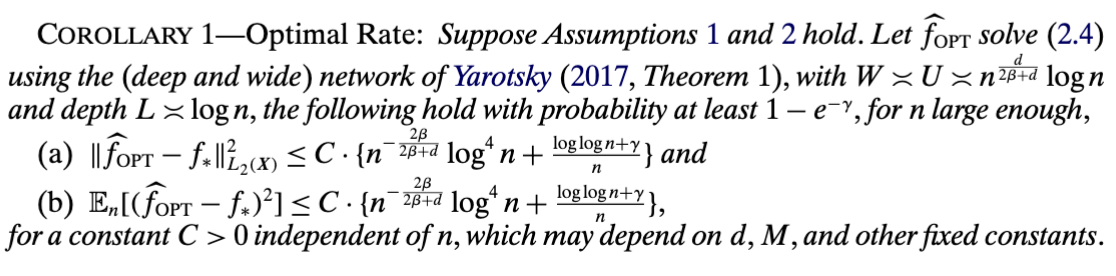 COROLLARY 1—Optimal Rate: Suppose Assumptions 1 and 2 hold. Let $\widehat{f}_{\mathrm{OPT}}$ solve (2.4)
using the (deep and wide) network of Yarotsky (2017, Theorem 1), with $W \asymp U \asymp n^{\frac{d}{2\beta+d}} \log n$
and depth $L \asymp \log n$, the following hold with probability at least $1 - e^{-\gamma}$, for n large enough,
(a) $\|\widehat{f}_{\mathrm{OPT}} - f_*\|^2_{L_2(X)} \leq C \cdot \{n^{-\frac{2\beta}{2\beta+d}} \log^4 n + \frac{\log\log n+\gamma}{n}\}$ and
(b) $\mathbb{E}_n[(\widehat{f}_{\mathrm{OPT}} - f_*)^2] \leq C \cdot \{n^{-\frac{2\beta}{2\beta+d}} \log^4 n + \frac{\log\log n+\gamma}{n}\}$,
for a constant $C > 0$ independent of n, which may depend on d, M, and other fixed constants.